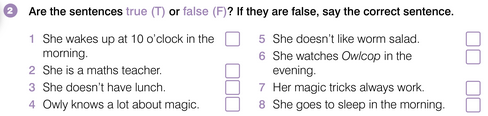 2 Are the sentences true (T) or false (F)? If they are false, say the correct sentence.
1 She wakes up at 10 o'clock in the
morning.
2 She is a maths teacher.
3 She doesn't have lunch.
4 Owly knows a lot about magic.
5 She doesn't like worm salad.
6 She watches Owlcop in the
evening.
7 Her magic tricks always work.
8 She goes to sleep in the morning.